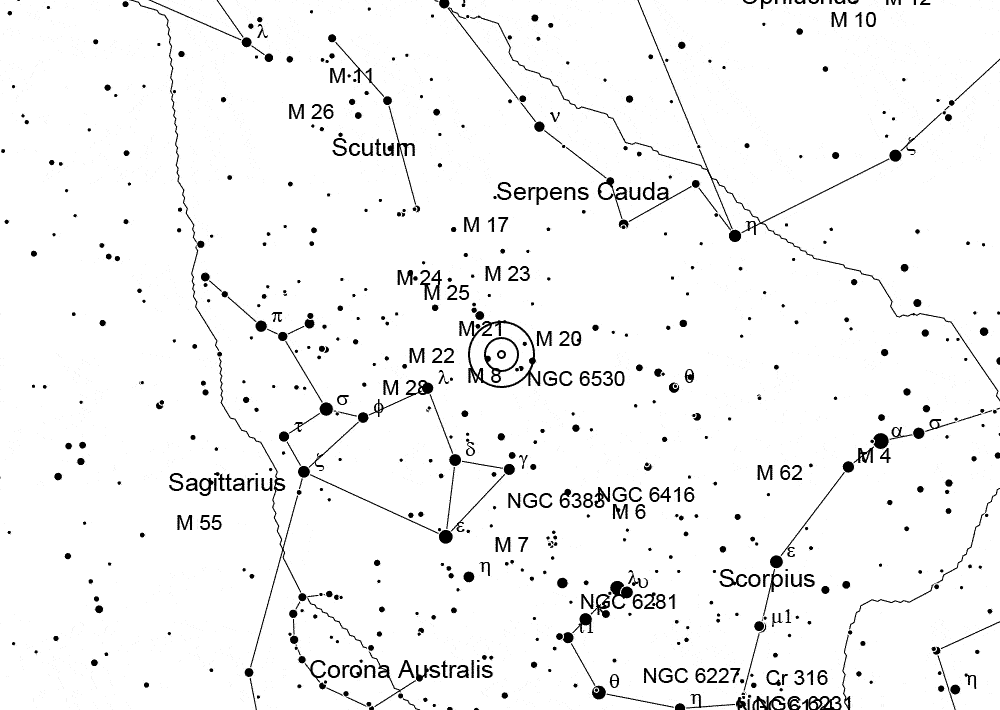 Ophiuchus M 12
M 10
λ
M 11
M 26
ν
Scutum
ζ
Serpens Cauda
M 17
η
M 24
M 23
M 25
π
M 21
M 20
M 22
M 8
NGC 6530
θ
M 28
λ
σ
φ
τ
α
σ
δ
M 4
ζ
γ
M 62
Sagittarius
NGC 6383
NGC 6416
M 6
M 55
ε
M 7
ε
η
Scorpius
λ
υ
NGC 6281
κ
ι1
μ1
Corona Australis
NGC 6227
Cr 316
θ
η
η
NGC 6231